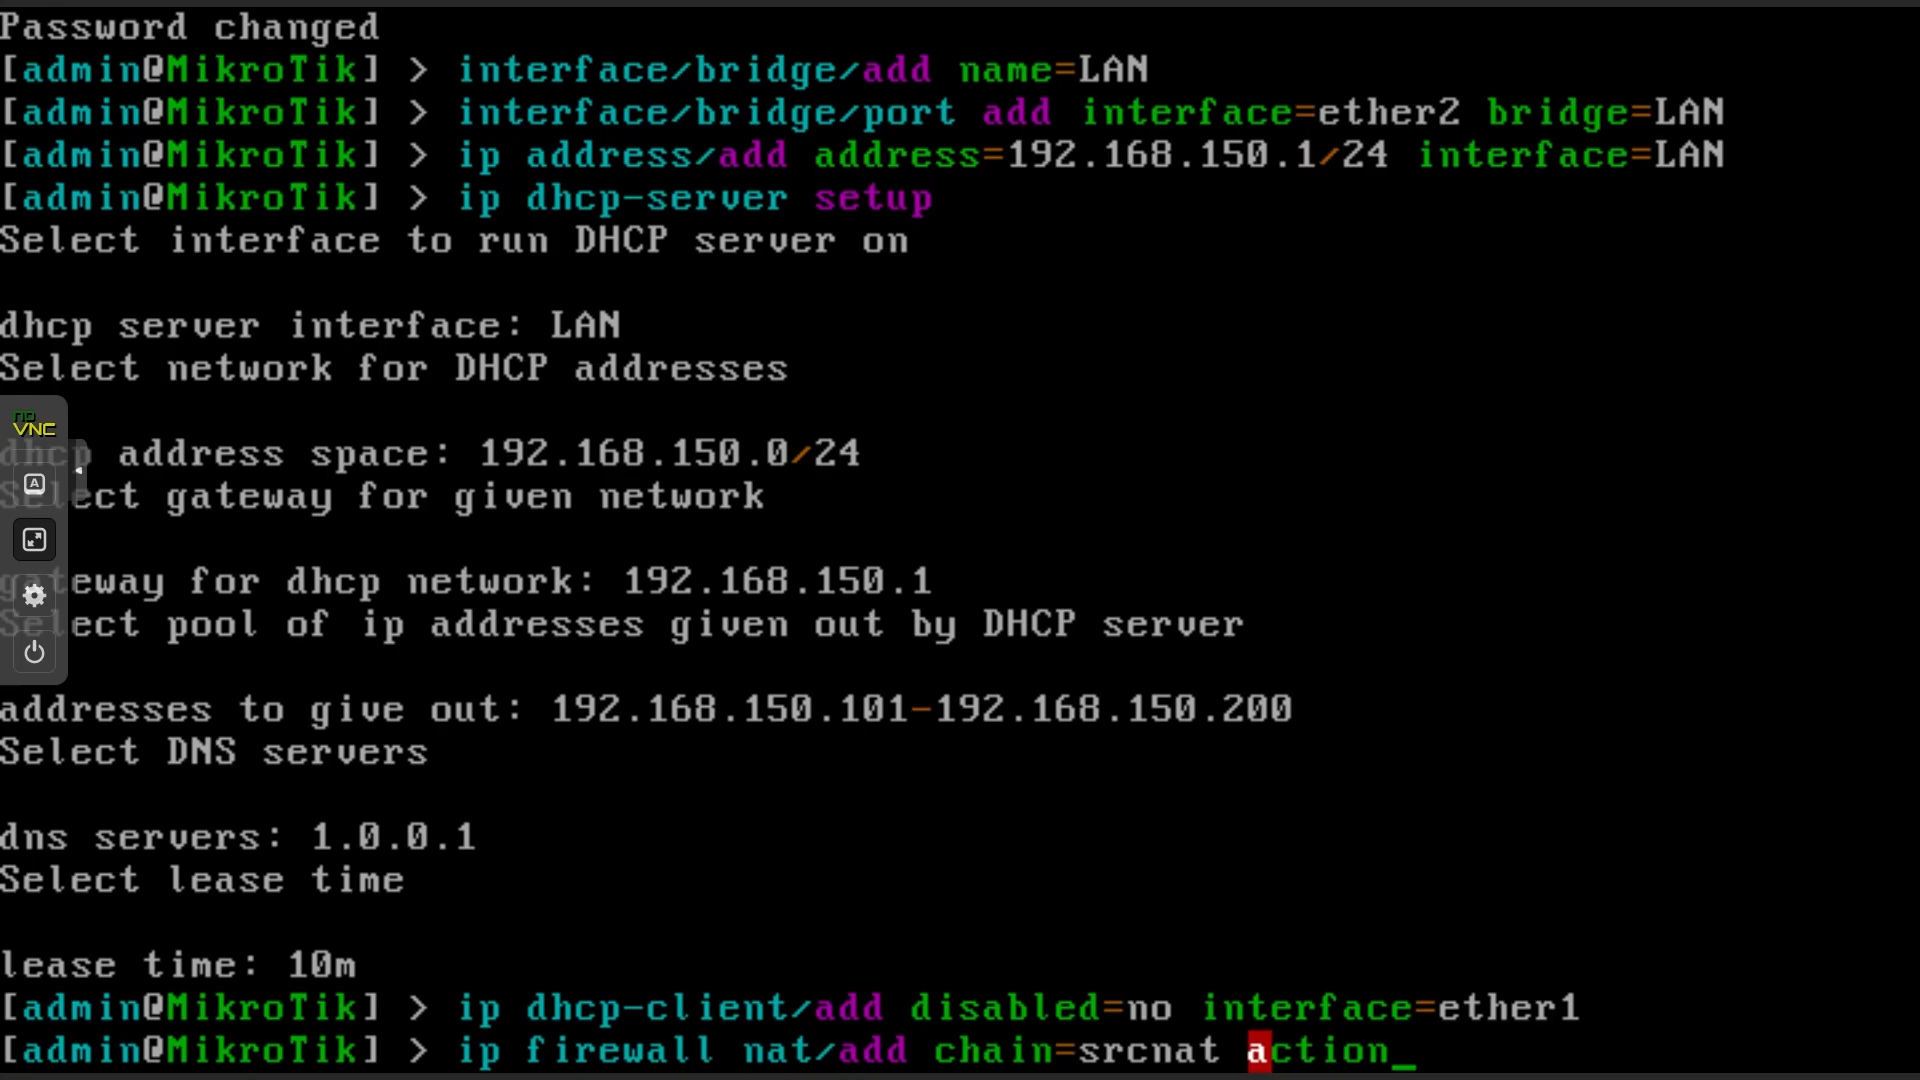 Password changed
[admin@MikroTik] > interface/bridge/add name=LAN
[admin@MikroTik] > interface/bridge/port add interface=ether2 bridge=LAN
[admin@MikroTik] > ip address/add address=192.168.150.1/24 interface=LAN
[admin@MikroTik] > ip dhcp-server setup
Select interface to run DHCP server on
dhcp server interface: LAN
Select network for DHCP addresses
no
VNC
dhcp address space: 192.168.150.0/24
A
Select gateway for given network
gateway for dhcp network: 192.168.150.1
Select pool of ip addresses given out by DHCP server
addresses to give out: 192.168.150.101-192.168.150.200
Select DNS servers
dns servers: 1.0.0.1
Select lease time
lease time: 10m
[admin@MikroTik] > ip dhcp-client/add disabled=no interface=ether1
[admin@MikroTik] > ip firewall nat/add chain=srcnat action_